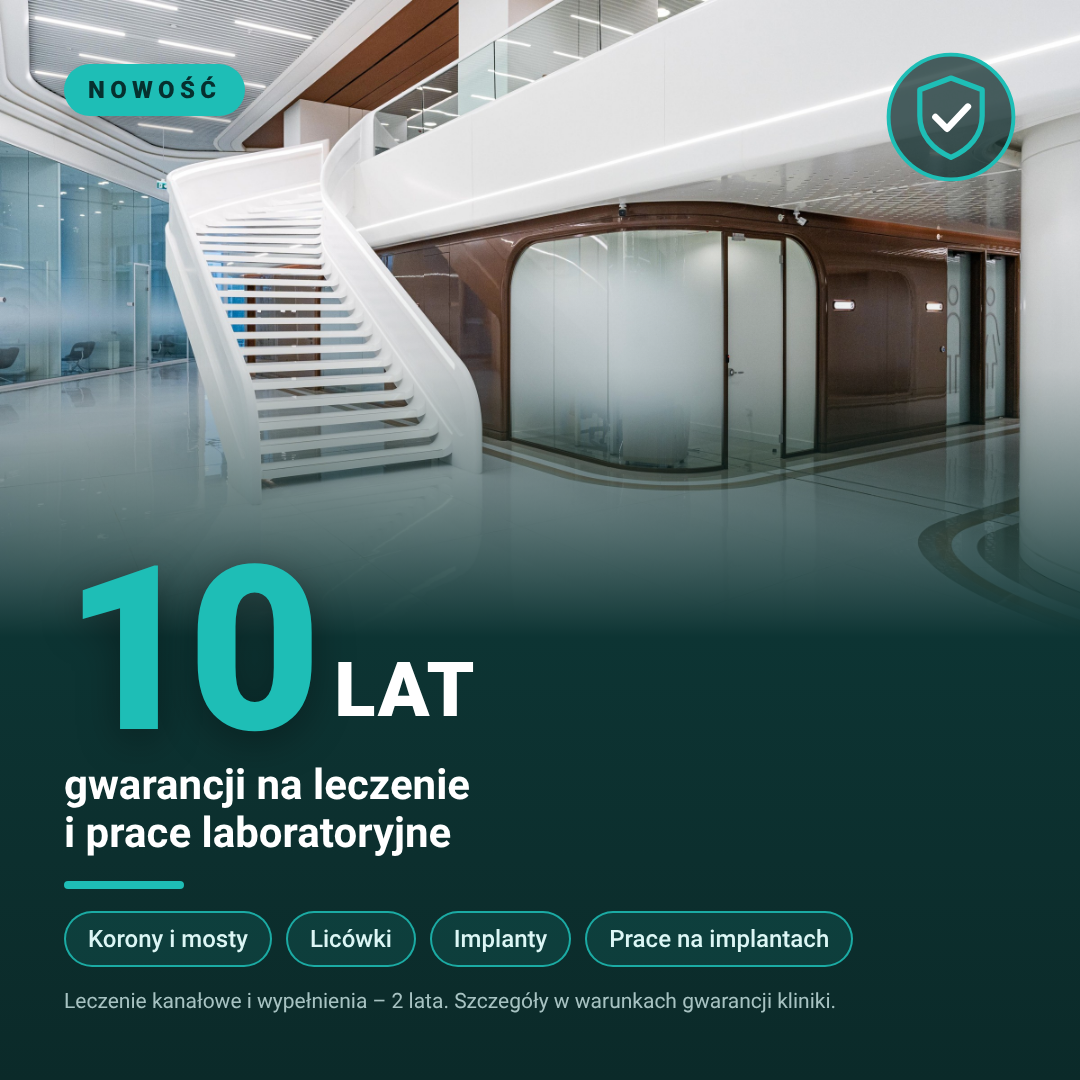 NOWOŚĆ
10 LAT
gwarancji na leczenie
i prace laboratoryjne
Korony i mosty Licówki Implanty Prace na implantach
Leczenie kanałowe i wypełnienia – 2 lata. Szczegóły w warunkach gwarancji kliniki.